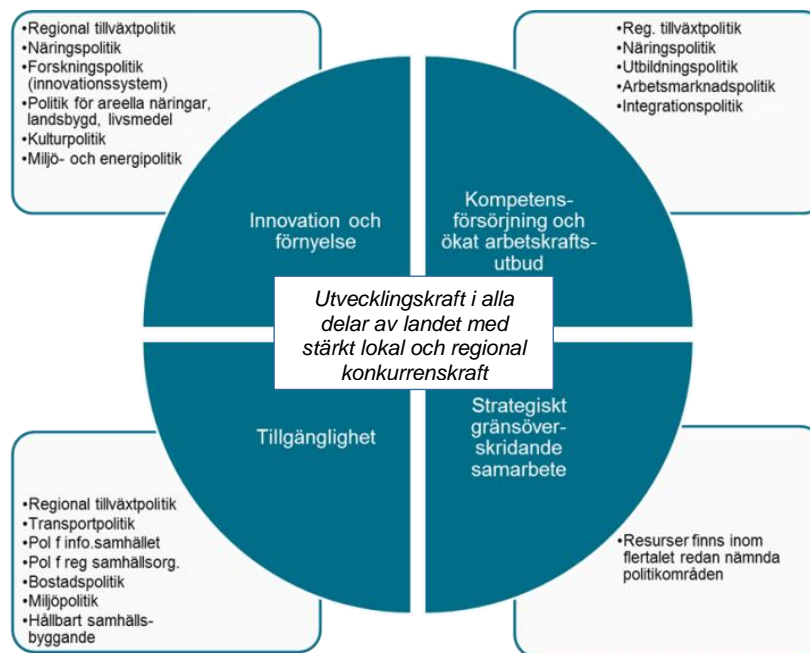 •Regional tillväxtpolitik
•Näringspolitik
•Forskningspolitik
(innovationssystem)
•Politik för areella näringar,
landsbygd, livsmedel
•Kulturpolitik
•Miljö- och energipolitik
•Reg. tillväxtpolitik
•Näringspolitik
•Utbildningspolitik
•Arbetsmarknadspolitik
•Integrationspolitik
Innovation och
förnyelse
Kompetens-
försörjning och
ökat arbetskrafts-
utbud
Utvecklingskraft i alla
delar av landet med
stärkt lokal och regional
konkurrenskraft
Tillgänglighet
Strategiskt
gränsöver-
skridande
samarbete
•Regional tillväxtpolitik
•Transportpolitik
•Pol f info.samhället
•Pol f reg samhällsorg.
•Bostadspolitik
•Miljöpolitik
•Hållbart samhälls-
byggande
•Resurser finns inom
flertalet redan nämnda
politikområden